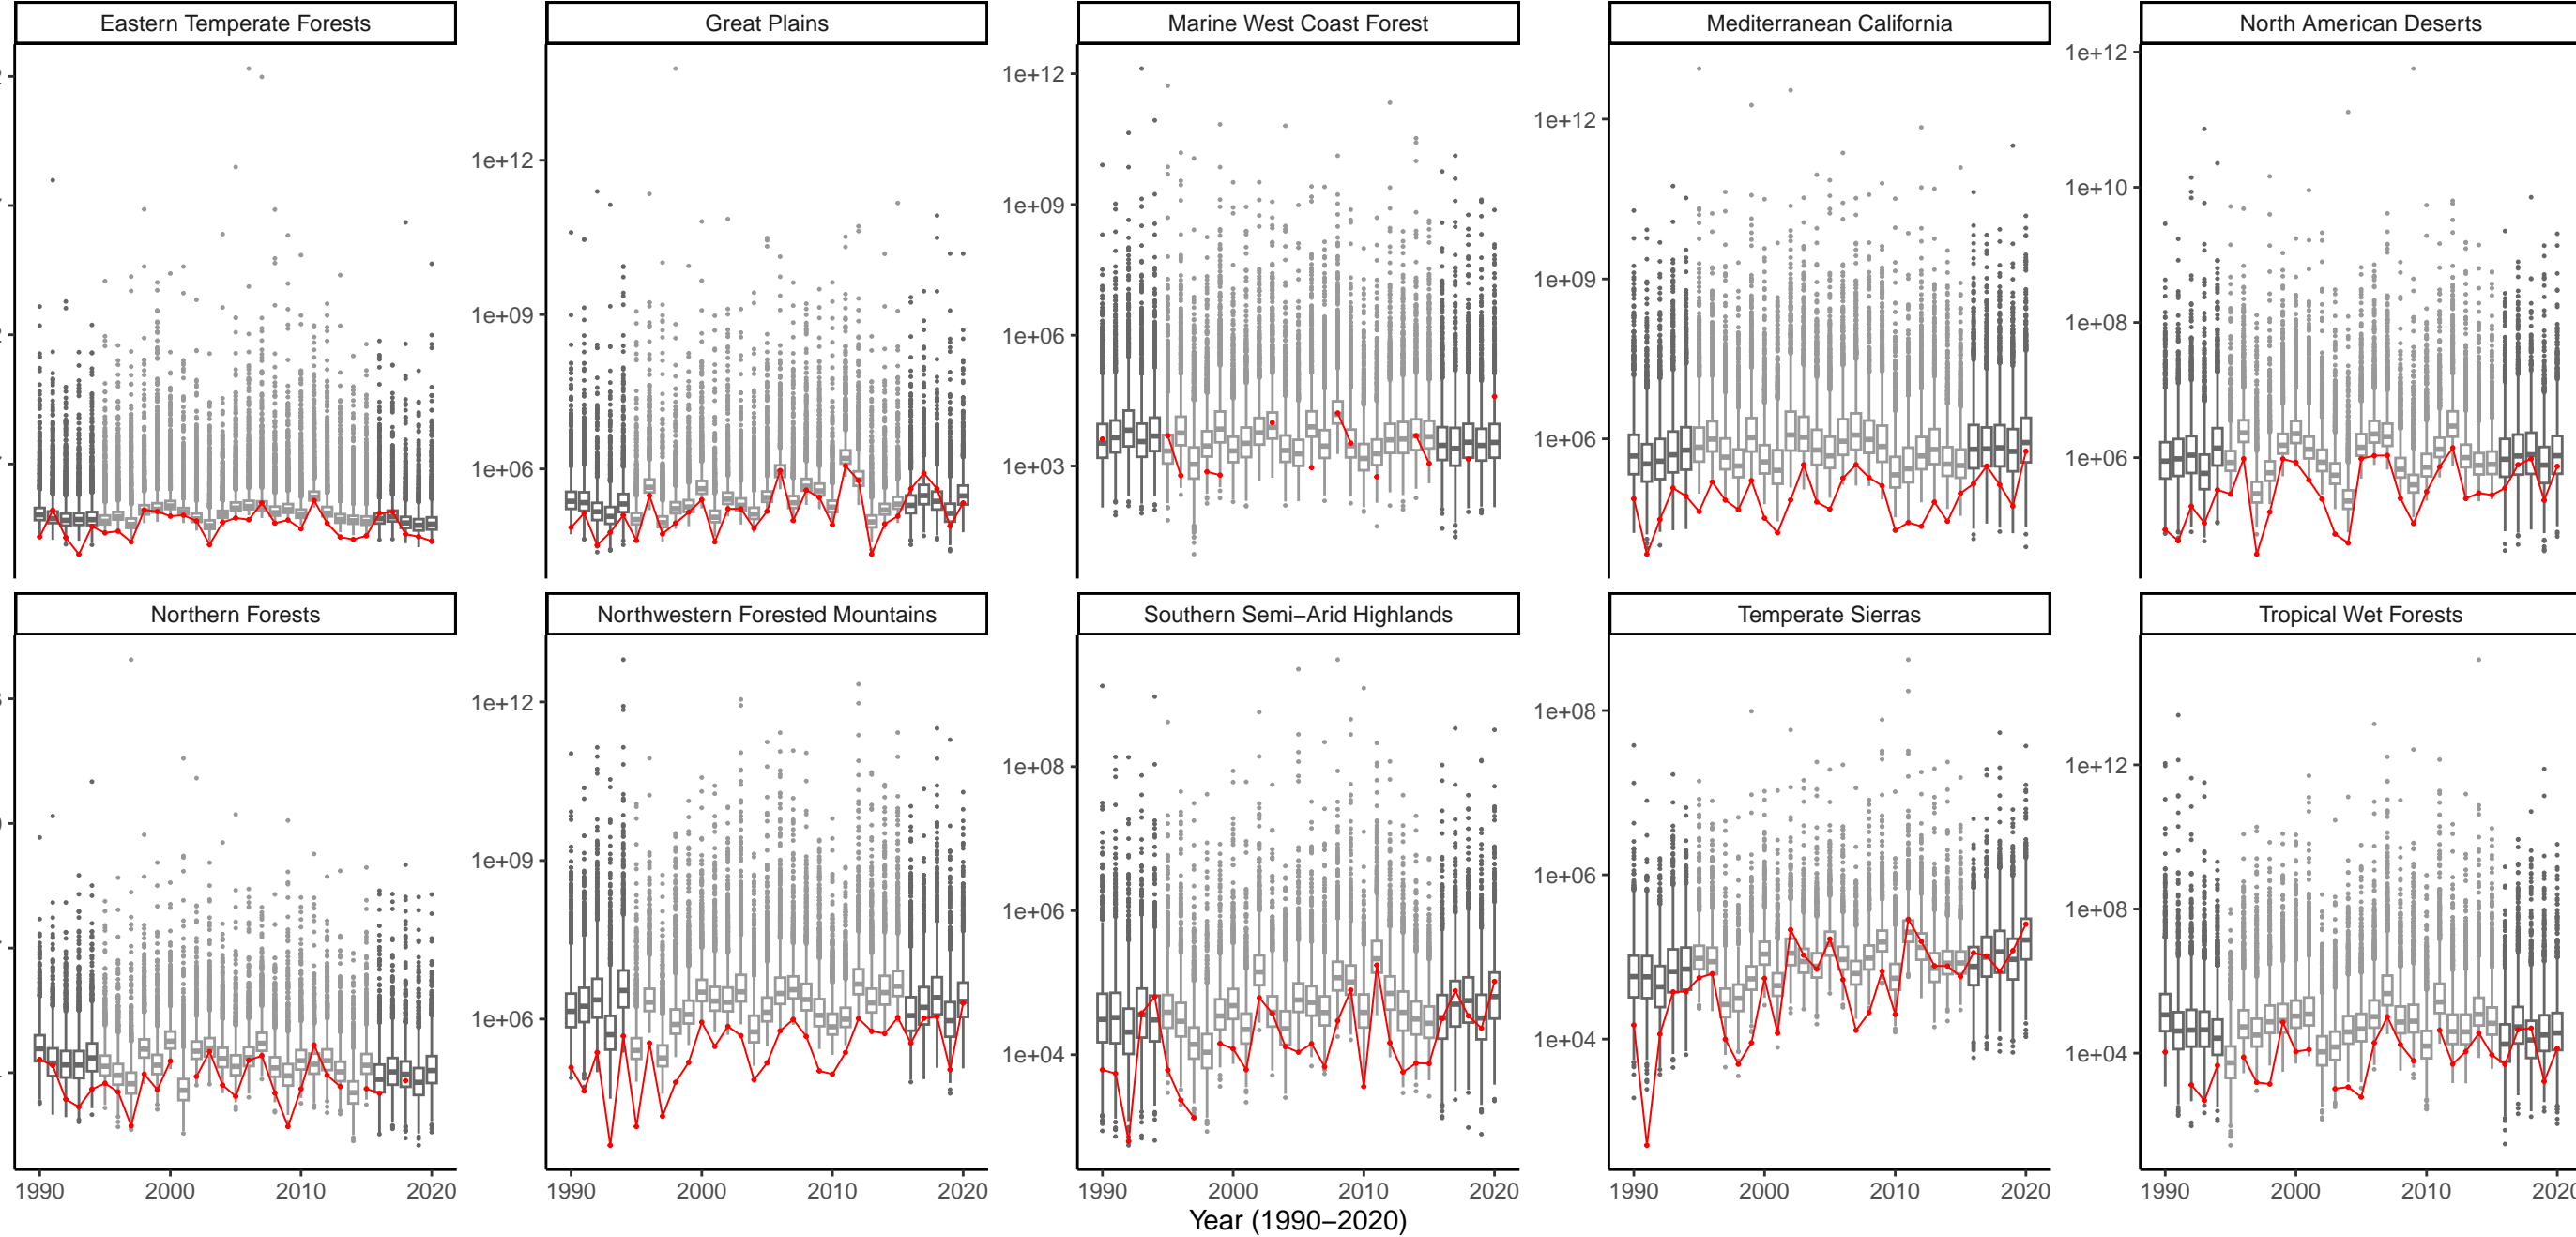 Eastern Temperate Forests
Great Plains
Marine West Coast Forest
Mediterranean California
North American Deserts
1e+12
1e+09
1e+06
1e+12
1e+09
1e+06
1e+03
1e+12
1e+09
1e+06
1e+12
1e+10
1e+08
1e+06
Northern Forests
Northwestern Forested Mountains
Southern Semi−Arid Highlands
Temperate Sierras
Tropical Wet Forests
1e+12
1e+09
1e+06
1e+08
1e+06
1e+04
1e+08
1e+06
1e+04
1e+12
1e+08
1e+04
1990 2000 2010 2020
1990 2000 2010 2020
1990 2000 2010 2020
1990 2000 2010 2020
1990 2000 2010 2020
Year (1990−2020)